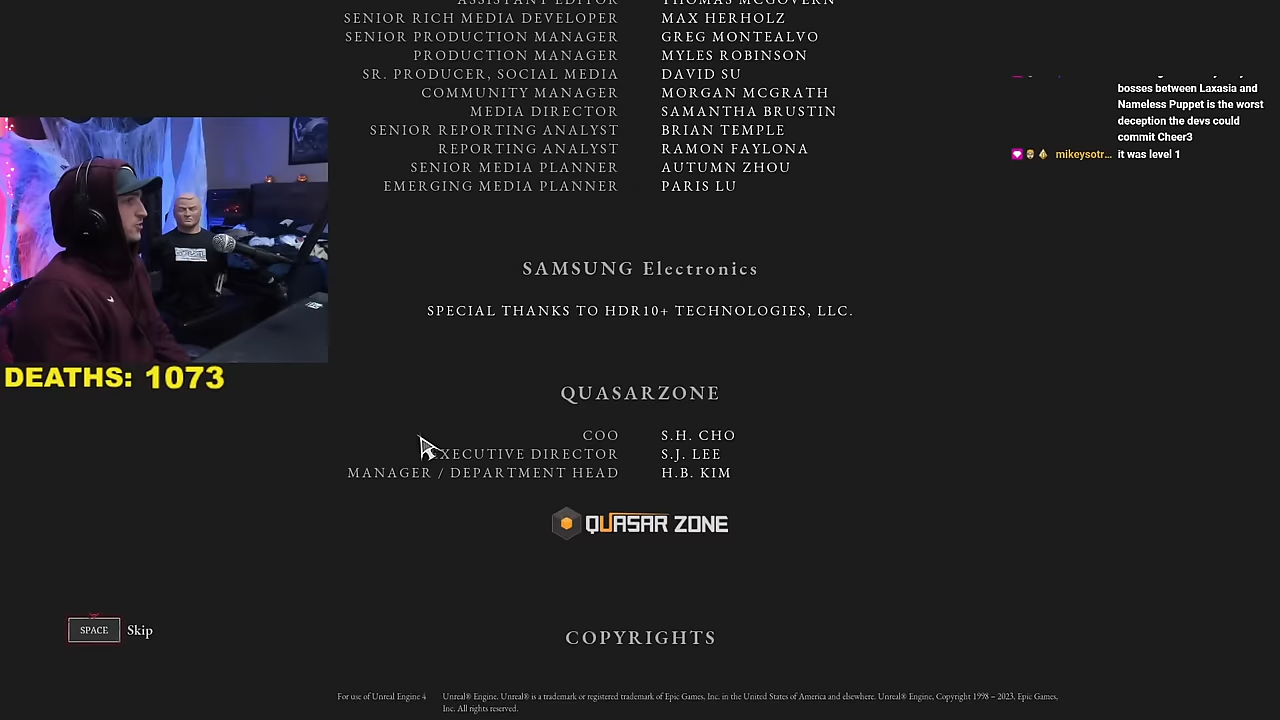 ASSISTANT EDITOR THOMAS MCGOVERN
SENIOR RICH MEDIA DEVELOPER MAX HERHOLZ
SENIOR PRODUCTION MANAGER GREG MONTEALVO
PRODUCTION MANAGER MYLES ROBINSON
SR. PRODUCER, SOCIAL MEDIA DAVID SU
COMMUNITY MANAGER MORGAN MCGRATH
MEDIA DIRECTOR SAMANTHA BRUSTIN
SENIOR REPORTING ANALYST BRIAN TEMPLE
REPORTING ANALYST RAMON FAYLONA
SENIOR MEDIA PLANNER AUTUMN ZHOU
EMERGING MEDIA PLANNER PARIS LU
SAMSUNG Electronics
SPECIAL THANKS TO HDR10+ TECHNOLOGIES, LLC.
QUASARZONE
COO S.H. CHO
EXECUTIVE DIRECTOR S.J. LEE
MANAGER / DEPARTMENT HEAD H.B. KIM
QUASAR ZONE
COPYRIGHTS
For use of Unreal Engine 4 Unreal® Engine, Unreal® is a trademark or registered trademark of Epic Games, Inc. in the United States of America and elsewhere. Unreal® Engine, Copyright 1998 – 2023, Epic Games,
Inc. All rights reserved.
bosses between Laxasia and
Nameless Puppet is the worst
deception the devs could
commit Cheer3
mikeysotr... it was level 1
DEATHS: 1073
SPACE Skip